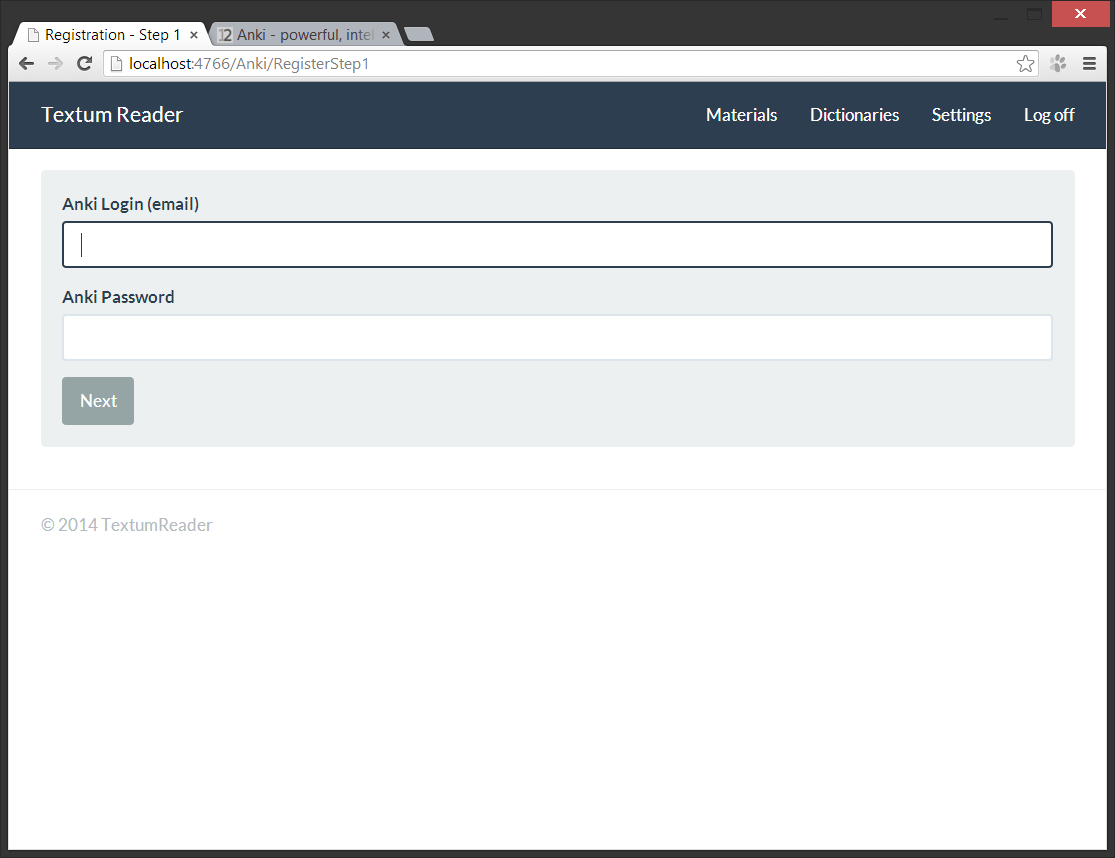 Registration - Step 1
Anki - powerful, intel
localhost:4766/Anki/RegisterStep1
Textum Reader
Materials
Dictionaries
Settings
Log off
Anki Login (email)
Anki Password
Next
© 2014 TextumReader